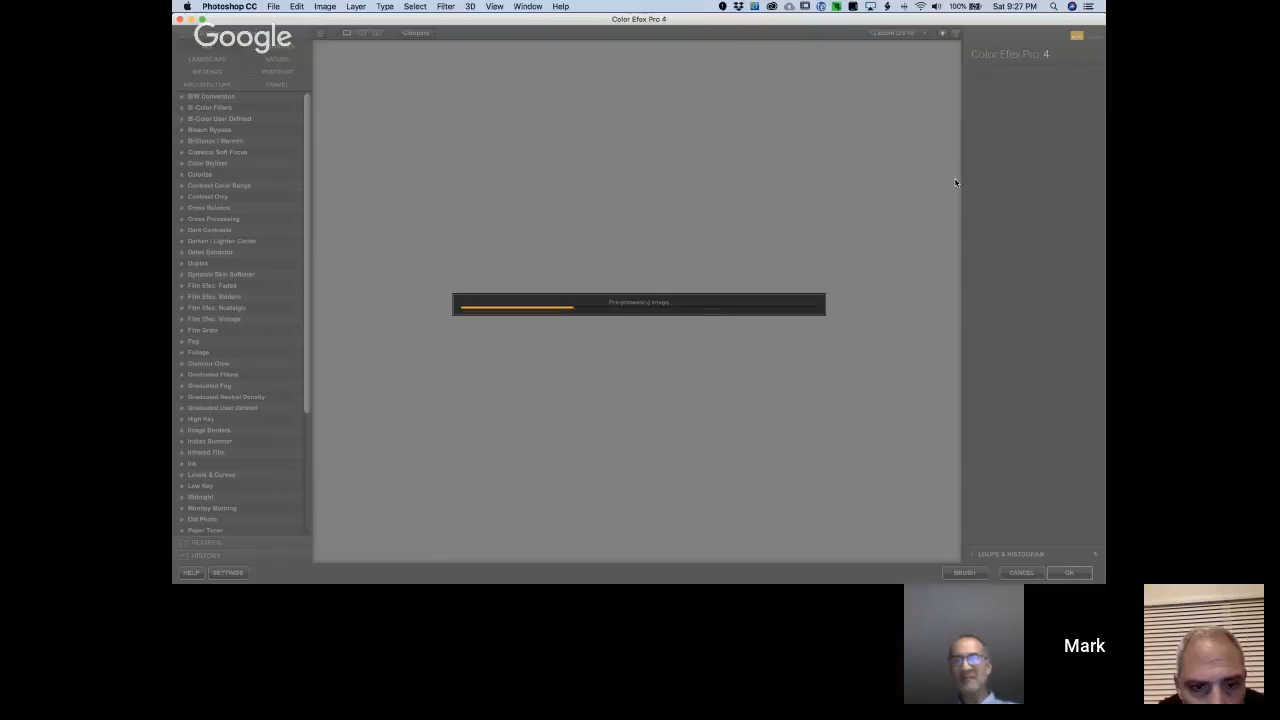 Photoshop CC File Edit Image Layer Type Select Filter 3D View Window Help 100% Sat 9:27 PM
Color Efex Pro 4
Google
Compare
LANDSCAPE NATURE
WEDDING PORTRAIT
ARCHITECTURE TRAVEL
Color Efex Pro 4
B/W Conversion
Bi-Color Filters
Bi-Color User Defined
Bleach Bypass
Brilliance / Warmth
Classical Soft Focus
Color Stylizer
Colorize
Contrast Color Range
Contrast Only
Cross Balance
Cross Processing
Dark Contrasts
Darken / Lighten Center
Detail Extractor
Duplex
Dynamic Skin Softener
Film Efex: Faded
Film Efex: Modern
Film Efex: Nostalgic
Film Efex: Vintage
Film Grain
Fog
Foliage
Glamour Glow
Graduated Filters
Graduated Fog
Graduated Neutral Density
Graduated User Defined
High Key
Image Borders
Indian Summer
Infrared Film
Ink
Levels & Curves
Low Key
Midnight
Monday Morning
Old Photo
Paper Toner
Pre-processing image...
RECIPES
HISTORY
LOUPE & HISTOGRAM
HELP SETTINGS BRUSH CANCEL OK
Mark